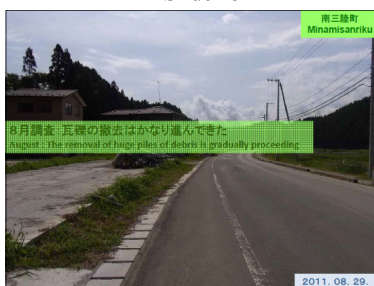 南三陸町
Minamisanriku
8月調査:瓦礫の撤去はかなり進んできた
August : The removal of huge piles of debris is gradually proceeding
2011. 08. 29.